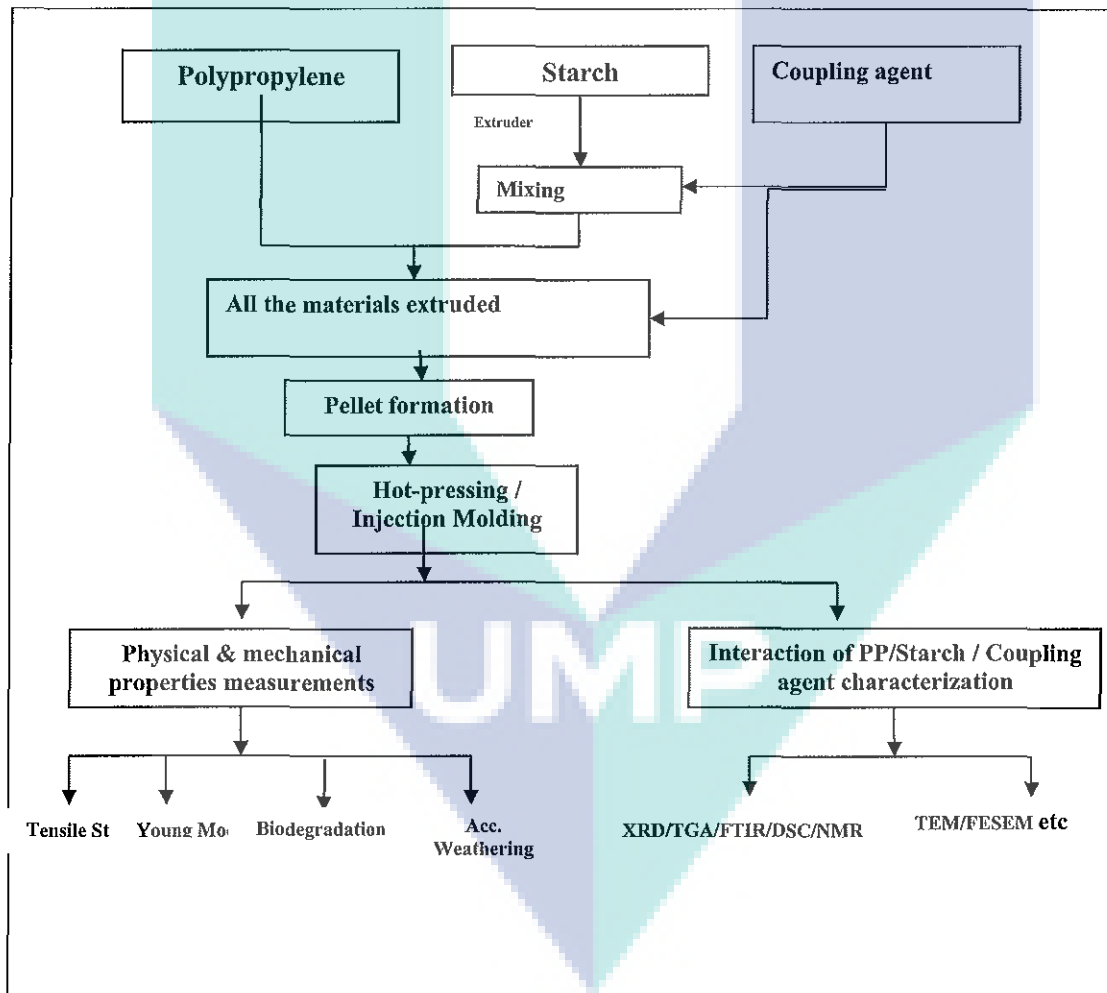 Polypropylene
Starch
Coupling agent
Extruder
Mixing
All the materials extruded
Pellet formation
Hot-pressing /
Injection Molding
UMP
Physical & mechanical
properties measurements
Interaction of PP/Starch / Coupling
agent characterization
Tensile St
Young Mo
Biodegradation
Acc.
Weathering
XRD/TGA/FTIR/DSC/NMR
TEM/FESEM etc